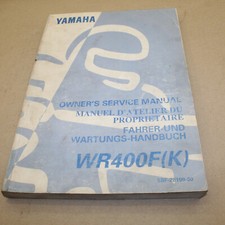 YAMAHA
OWNER'S SERVICE MANUAL
MANUEL D'ATELIER DU
PROPRIETAIRE
FAHRER-UND
WARTUNGS-HANDBUCH
WR400F(K)